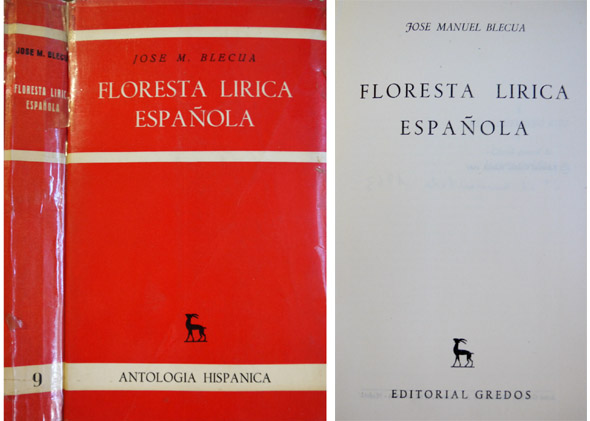 JOSE M. BLECUA
FLORESTA LIRICA
ESPAÑOLA
9
JOSE M. BLECUA
FLORESTA LIRICA
ESPAÑOLA
ANTOLOGIA HISPANICA
JOSE MANUEL BLECUA
FLORESTA LIRICA
ESPAÑOLA
EDITORIAL GREDOS